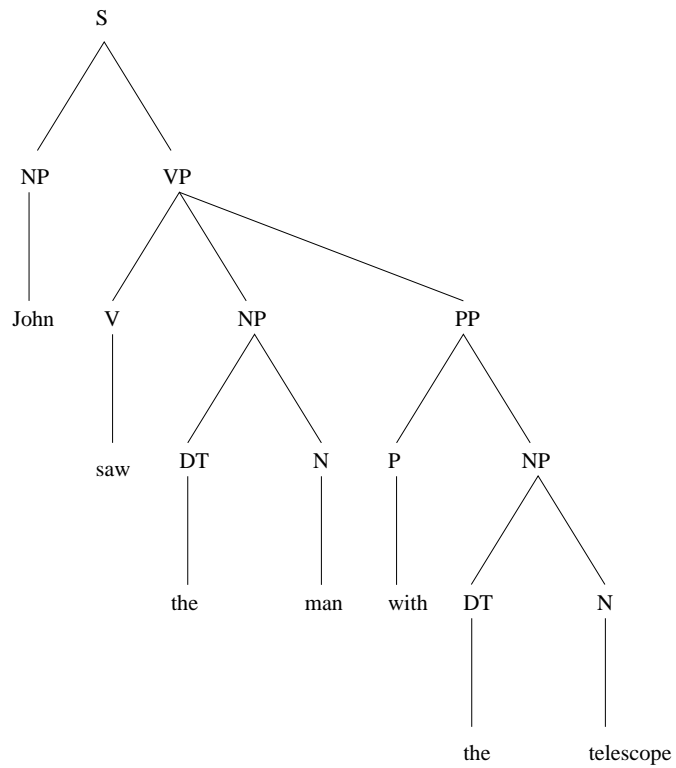 S
NP VP
John V NP PP
saw DT N P NP
the man with DT N
the telescope